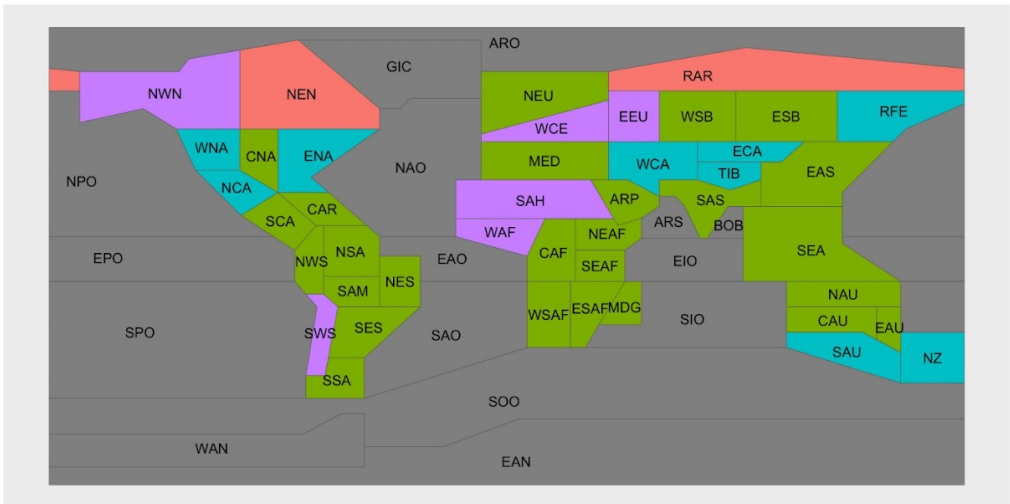 ARO
GIC
RAR
NWN
NEN
NEU
WCE
EEU
WSB
ESB
RFE
WNA
CNA
ENA
NAO
MED
WCA
ECA
TIB
EAS
NPO
NCA
SAH
ARP
SAS
SCA
CAR
WAF
NEAF
ARS
BOB
EPO
NWS
NSA
EAO
CAF
SEAF
EIO
SEA
SAM
NES
SPO
SWS
SES
SAO
WSAF
ESAF
MDG
SIO
NAU
CAU
EAU
SAU
NZ
SSA
SOO
WAN
EAN